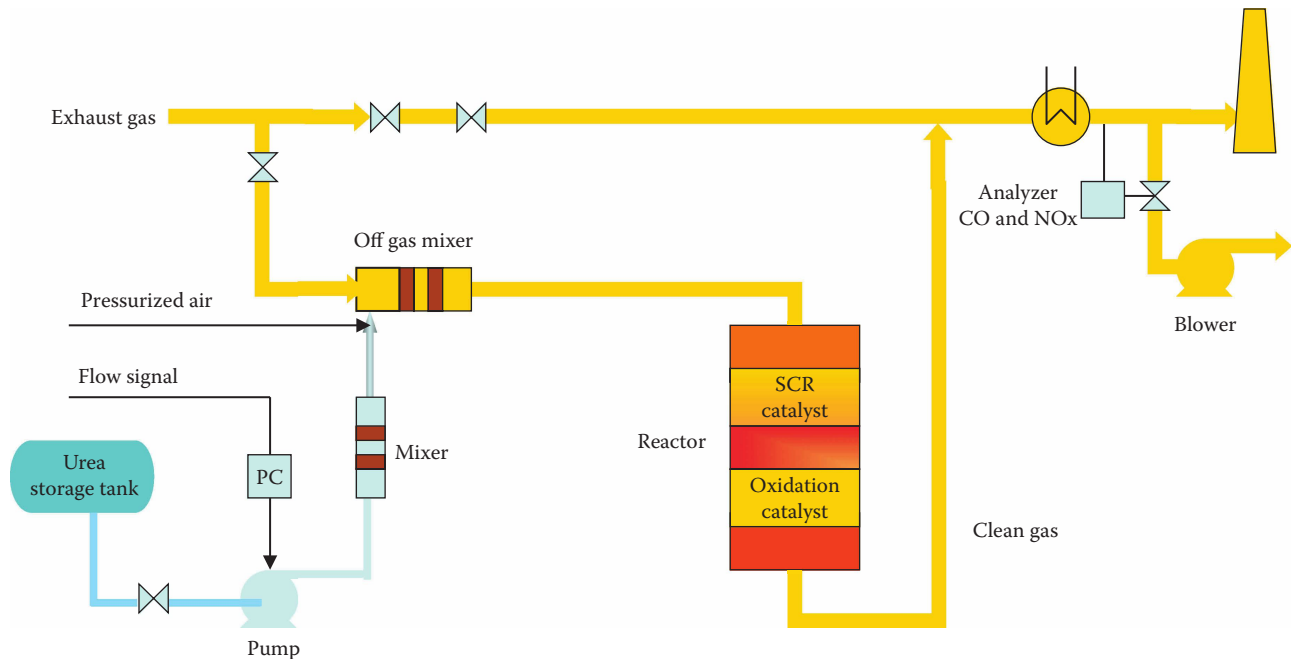 Exhaust gas
Analyzer
CO and NOx
Off gas mixer
Pressurized air
Blower
Flow signal
SCR
catalyst
Reactor
Mixer
Urea
storage tank
PC
Oxidation
catalyst
Clean gas
Pump